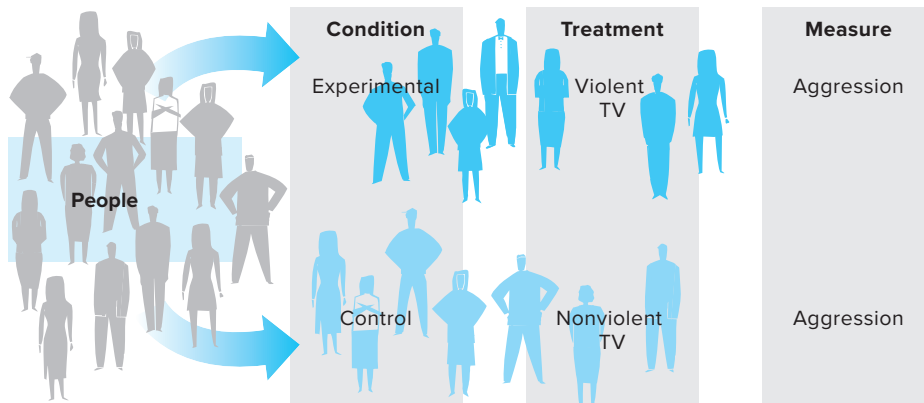 Condition
Treatment
Measure
Experimental
Violent
TV
Aggression
People
Control
Nonviolent
TV
Aggression